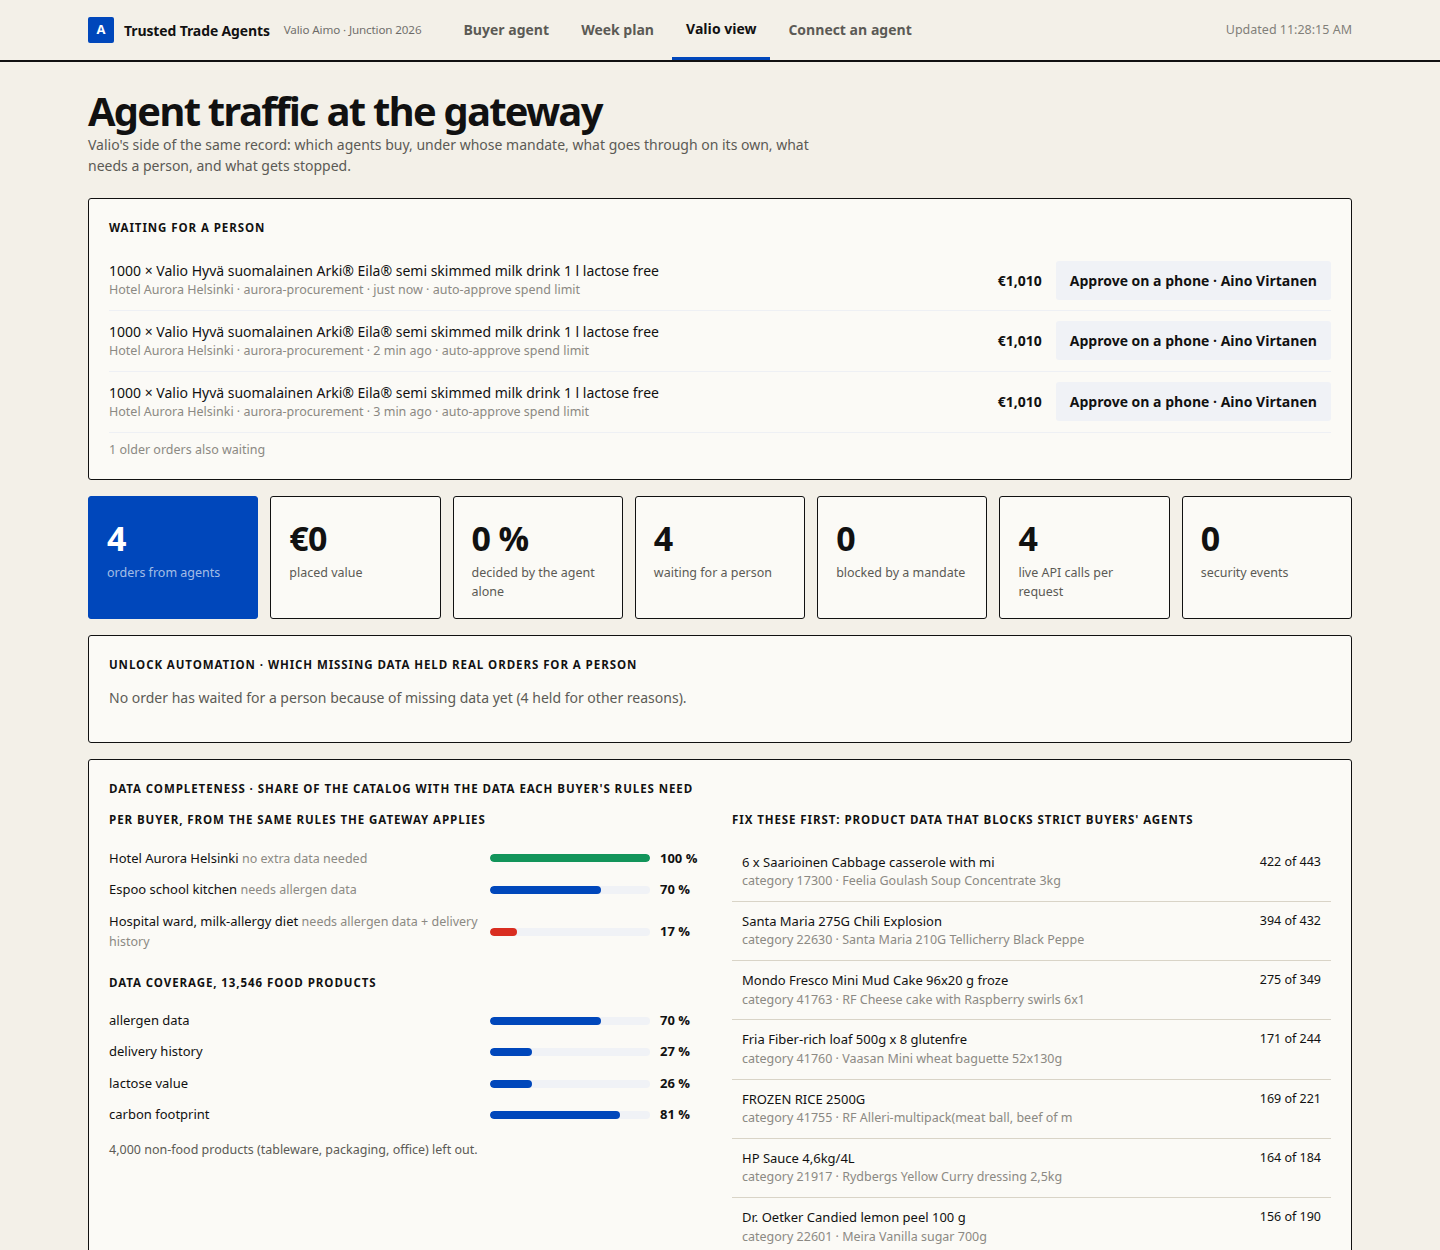 A Trusted Trade Agents Valio Aimo · Junction 2026 Buyer agent Week plan Valio view Connect an agent Updated 11:28:15 AM
Agent traffic at the gateway
Valio's side of the same record: which agents buy, under whose mandate, what goes through on its own, what
needs a person, and what gets stopped.
WAITING FOR A PERSON
1000 × Valio Hyvä suomalainen Arki® Eila® semi skimmed milk drink 1 l lactose free
Hotel Aurora Helsinki · aurora-procurement · just now · auto-approve spend limit
€1,010 Approve on a phone · Aino Virtanen
1000 × Valio Hyvä suomalainen Arki® Eila® semi skimmed milk drink 1 l lactose free
Hotel Aurora Helsinki · aurora-procurement · 2 min ago · auto-approve spend limit
€1,010 Approve on a phone · Aino Virtanen
1000 × Valio Hyvä suomalainen Arki® Eila® semi skimmed milk drink 1 l lactose free
Hotel Aurora Helsinki · aurora-procurement · 3 min ago · auto-approve spend limit
€1,010 Approve on a phone · Aino Virtanen
1 older orders also waiting
4
orders from agents
€0
placed value
0 %
decided by the agent
alone
4
waiting for a person
0
blocked by a mandate
4
live API calls per
request
0
security events
UNLOCK AUTOMATION · WHICH MISSING DATA HELD REAL ORDERS FOR A PERSON
No order has waited for a person because of missing data yet (4 held for other reasons).
DATA COMPLETENESS · SHARE OF THE CATALOG WITH THE DATA EACH BUYER'S RULES NEED
PER BUYER, FROM THE SAME RULES THE GATEWAY APPLIES
Hotel Aurora Helsinki no extra data needed 100 %
Espoo school kitchen needs allergen data 70 %
Hospital ward, milk-allergy diet needs allergen data + delivery
history
17 %
DATA COVERAGE, 13,546 FOOD PRODUCTS
allergen data 70 %
delivery history 27 %
lactose value 26 %
carbon footprint 81 %
4,000 non-food products (tableware, packaging, office) left out.
FIX THESE FIRST: PRODUCT DATA THAT BLOCKS STRICT BUYERS' AGENTS
6 x Saarioinen Cabbage casserole with mi 422 of 443
category 17300 · Feelia Goulash Soup Concentrate 3kg
Santa Maria 275G Chili Explosion 394 of 432
category 22630 · Santa Maria 210G Tellicherry Black Peppe
Mondo Fresco Mini Mud Cake 96x20 g froze 275 of 349
category 41763 · RF Cheese cake with Raspberry swirls 6x1
Fria Fiber-rich loaf 500g x 8 glutenfre 171 of 244
category 41760 · Vaasan Mini wheat baguette 52x130g
FROZEN RICE 2500G 169 of 221
category 41755 · RF Alleri-multipack(meat ball, beef of m
HP Sauce 4,6kg/4L 164 of 184
category 21917 · Rydbergs Yellow Curry dressing 2,5kg
Dr. Oetker Candied lemon peel 100 g 156 of 190
category 22601 · Meira Vanilla sugar 700g